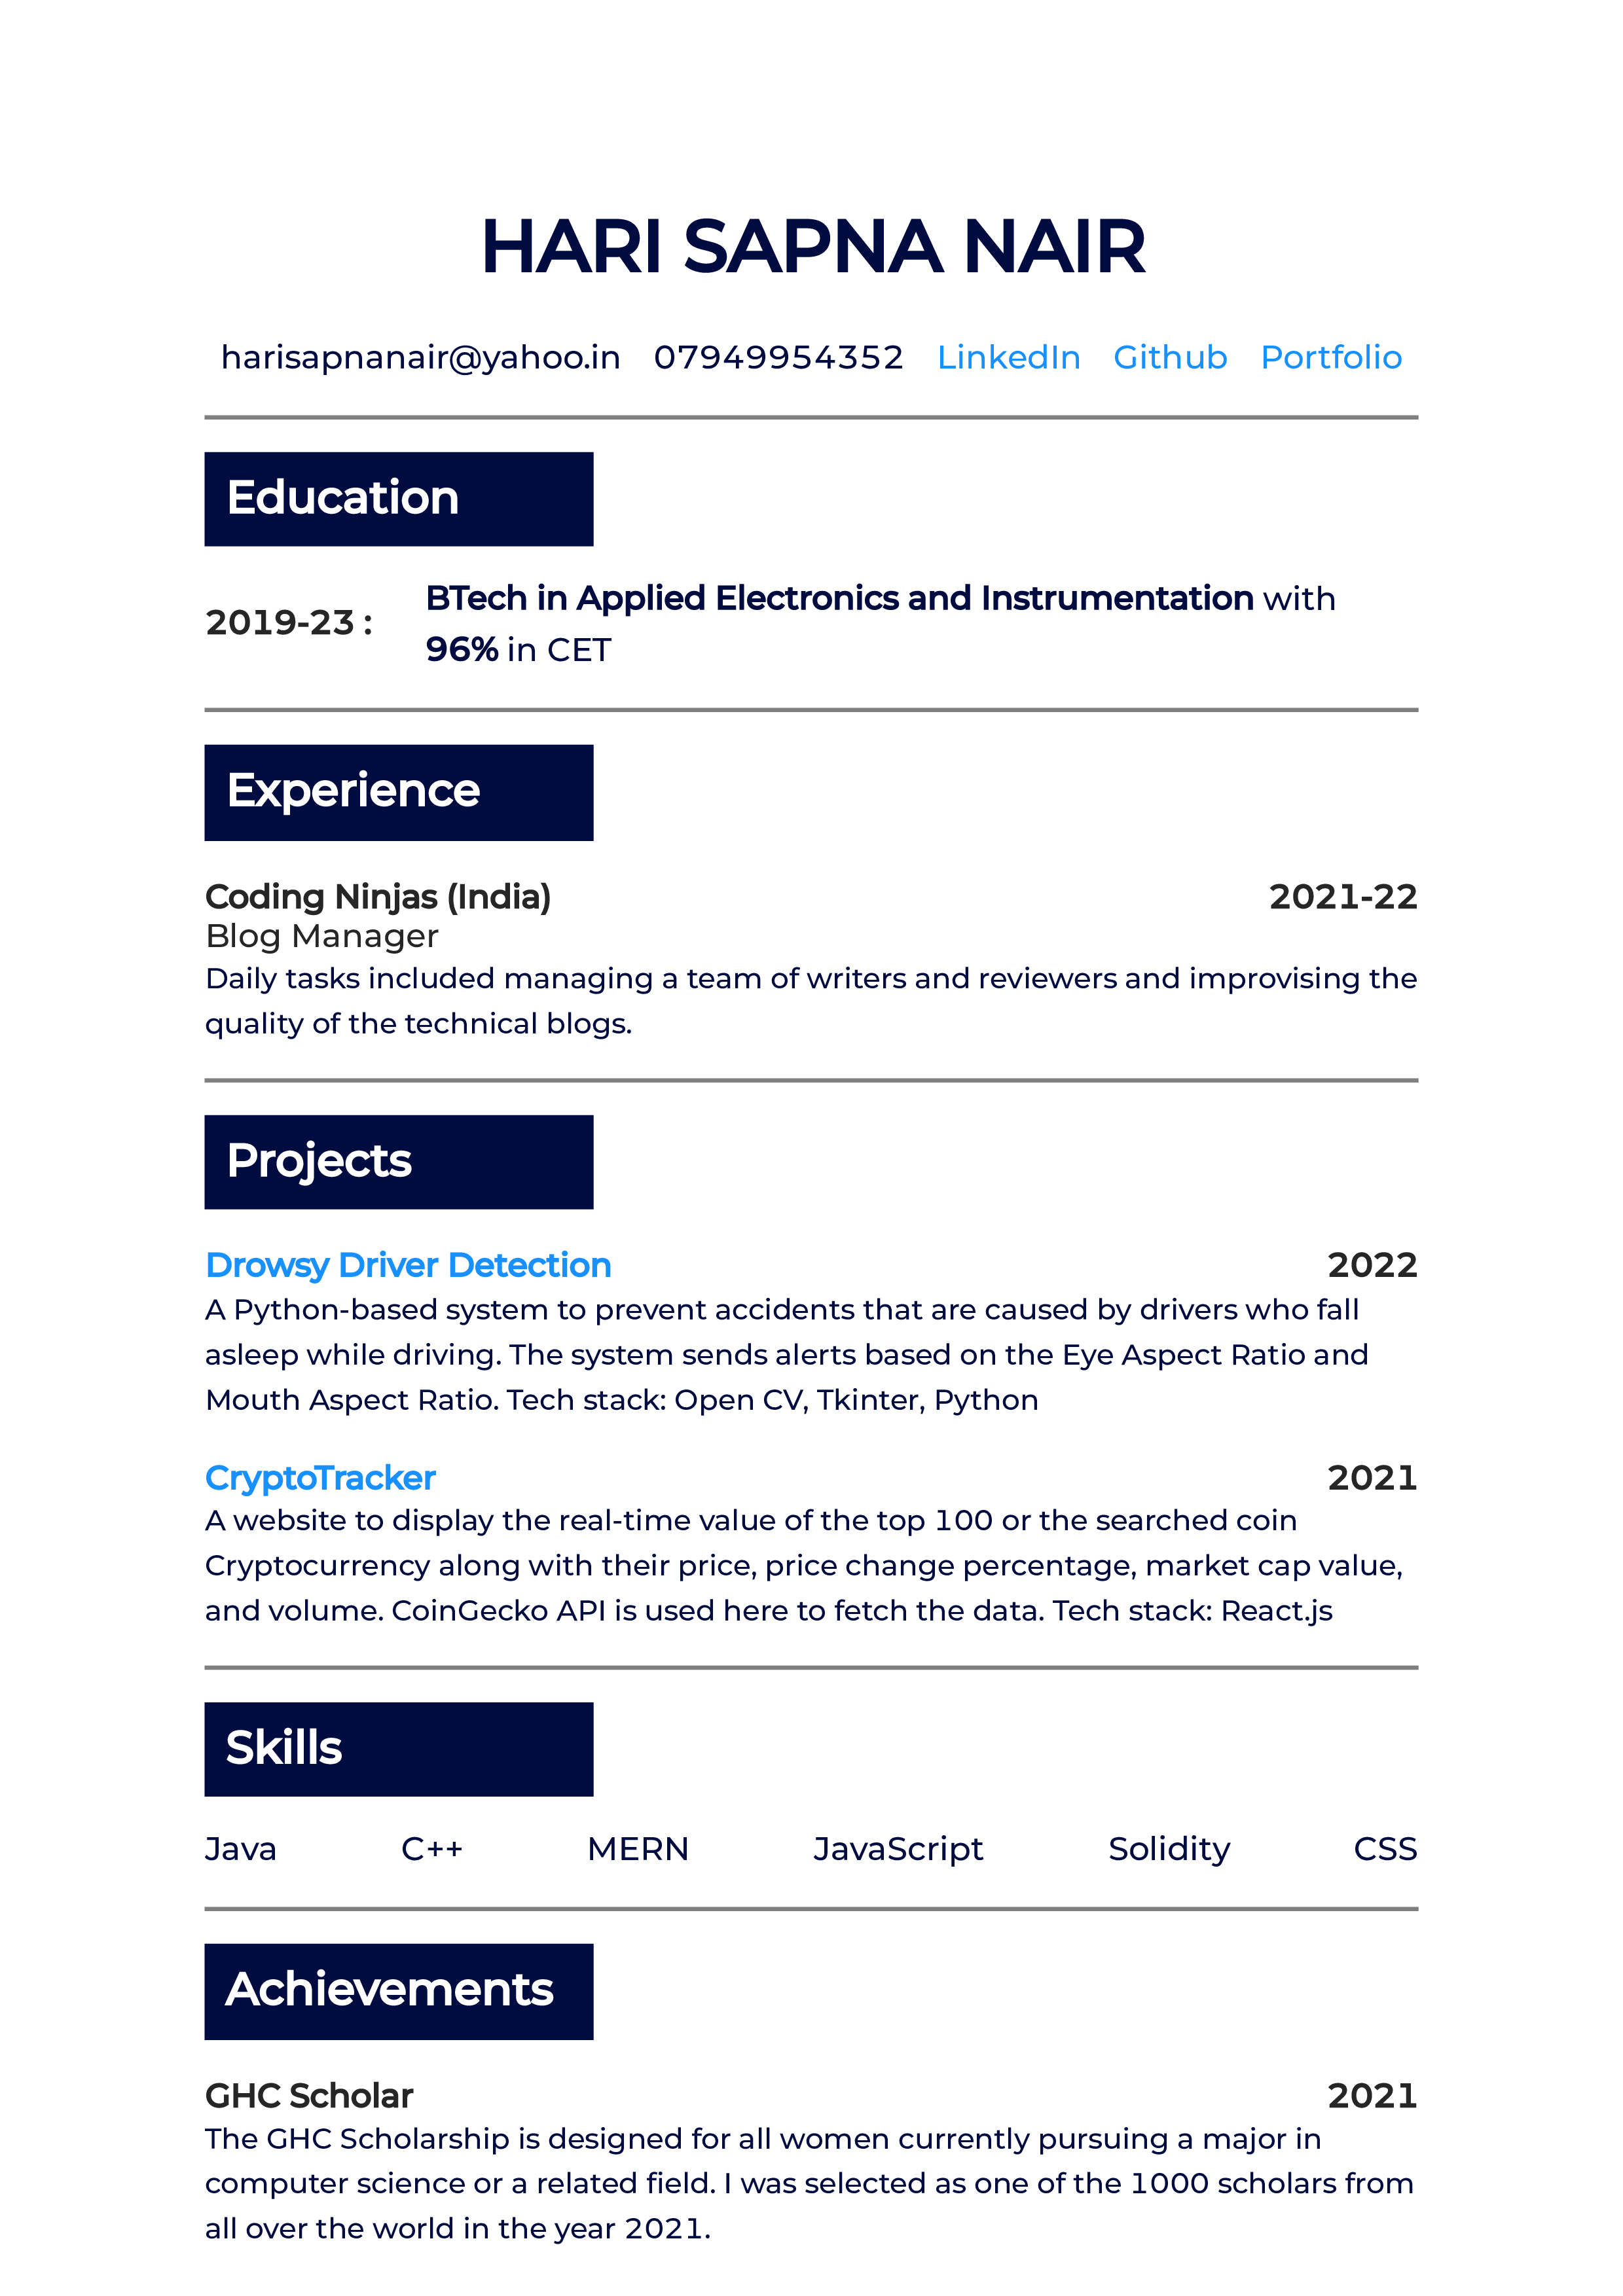 HARI SAPNA NAIR
harisapnanair@yahoo.in 07949954352 LinkedIn Github Portfolio
Education
2019-23 : BTech in Applied Electronics and Instrumentation with
96% in CET
Experience
Coding Ninjas (India) 2021-22
Blog Manager
Daily tasks included managing a team of writers and reviewers and improvising the
quality of the technical blogs.
Projects
Drowsy Driver Detection 2022
A Python-based system to prevent accidents that are caused by drivers who fall
asleep while driving. The system sends alerts based on the Eye Aspect Ratio and
Mouth Aspect Ratio. Tech stack: Open CV, Tkinter, Python
CryptoTracker 2021
A website to display the real-time value of the top 100 or the searched coin
Cryptocurrency along with their price, price change percentage, market cap value,
and volume. CoinGecko API is used here to fetch the data. Tech stack: React.js
Skills
Java C++ MERN JavaScript Solidity CSS
Achievements
GHC Scholar 2021
The GHC Scholarship is designed for all women currently pursuing a major in
computer science or a related field. I was selected as one of the 1000 scholars from
all over the world in the year 2021.